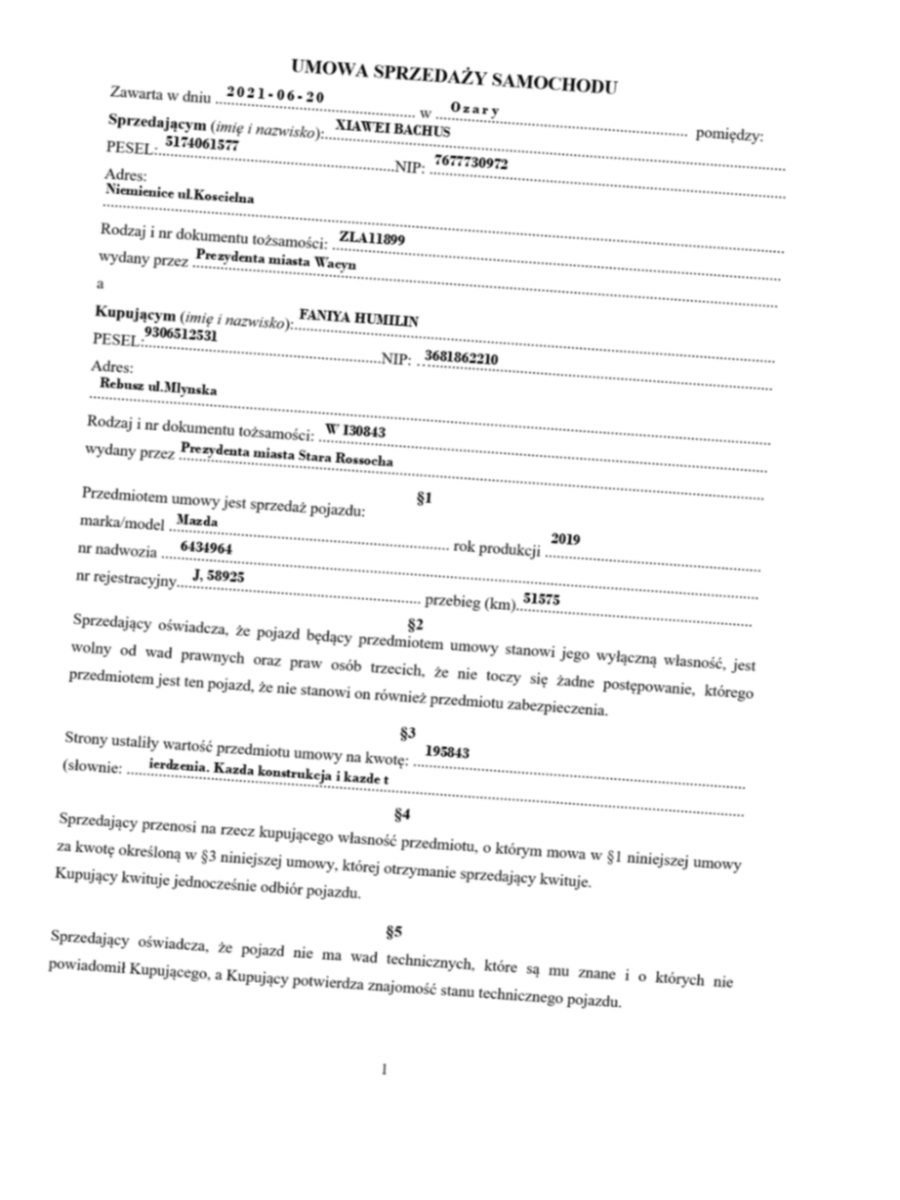 UMOWA SPRZEDAŻY SAMOCHODU
Zawarta w dniu 2021-06-20 w Ozary pomiędzy:
Sprzedającym (imię i nazwisko): XIAWEI BACHUS
PESEL: 5174061577 NIP: 7677730972
Adres:
Niemienice ul.Koscielna
Rodzaj i nr dokumentu tożsamości: ZLA11899
wydany przez Prezydenta miasta Wacyn
a
Kupującym (imię i nazwisko): FANIYA HUMILIN
PESEL: 9306512531 NIP: 3681862210
Adres:
Rebusz ul.Mlynska
Rodzaj i nr dokumentu tożsamości: W I30843
wydany przez Prezydenta miasta Stara Rossocha
§1
Przedmiotem umowy jest sprzedaż pojazdu:
marka/model Mazda rok produkcji 2019
nr nadwozia 6434964
nr rejestracyjny J, 58925 przebieg (km) 51575
§2
Sprzedający oświadcza, że pojazd będący przedmiotem umowy stanowi jego wyłączną własność, jest
wolny od wad prawnych oraz praw osób trzecich, że nie toczy się żadne postępowanie, którego
przedmiotem jest ten pojazd, że nie stanowi on również przedmiotu zabezpieczenia.
§3
Strony ustaliły wartość przedmiotu umowy na kwotę: 195843
(słownie: ierdzenia. Kazda konstrukcja i kazde t
§4
Sprzedający przenosi na rzecz kupującego własność przedmiotu, o którym mowa w §1 niniejszej umowy
za kwotę określoną w §3 niniejszej umowy, której otrzymanie sprzedający kwituje.
Kupujący kwituje jednocześnie odbiór pojazdu.
§5
Sprzedający oświadcza, że pojazd nie ma wad technicznych, które są mu znane i o których nie
powiadomił Kupującego, a Kupujący potwierdza znajomość stanu technicznego pojazdu.
1